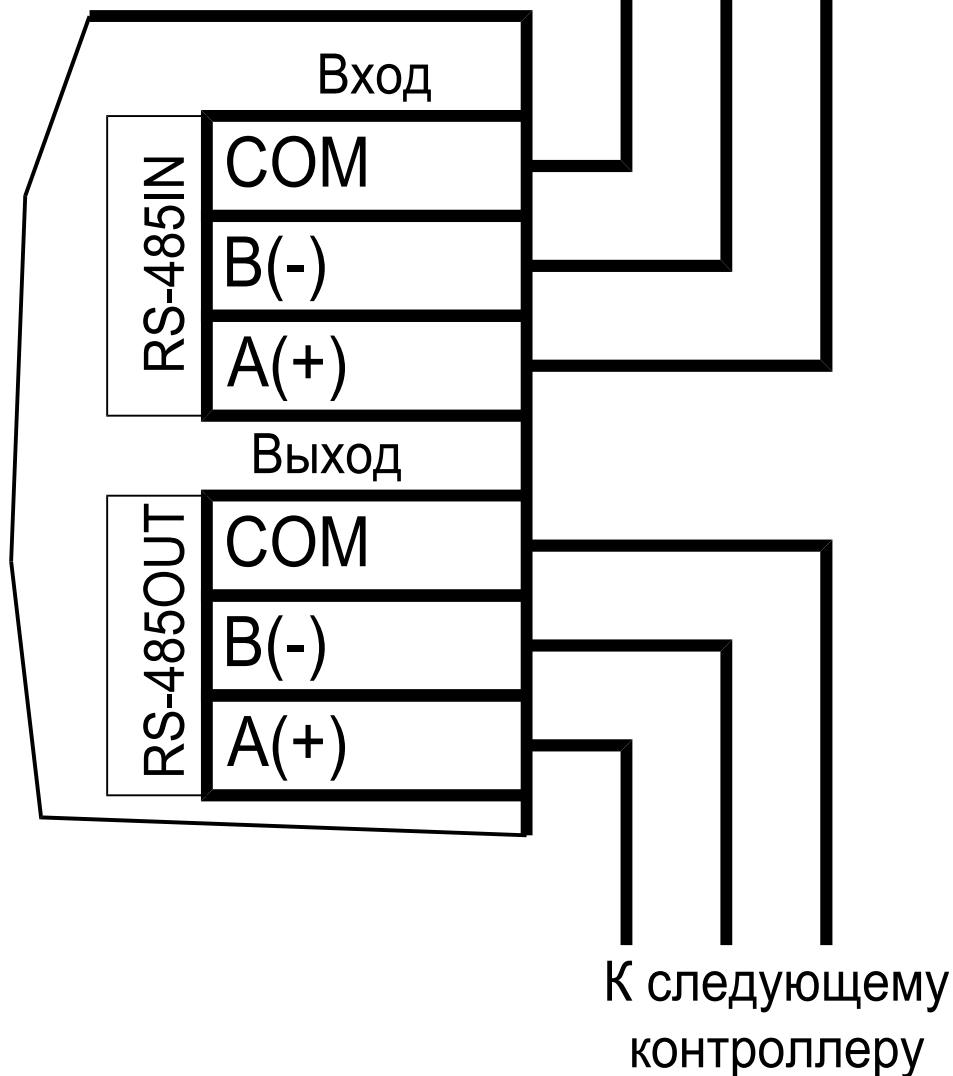 Вход
RS-485IN
COM
B(-)
A(+)
Выход
RS-485OUT
COM
B(-)
A(+)
К следующему
контроллеру